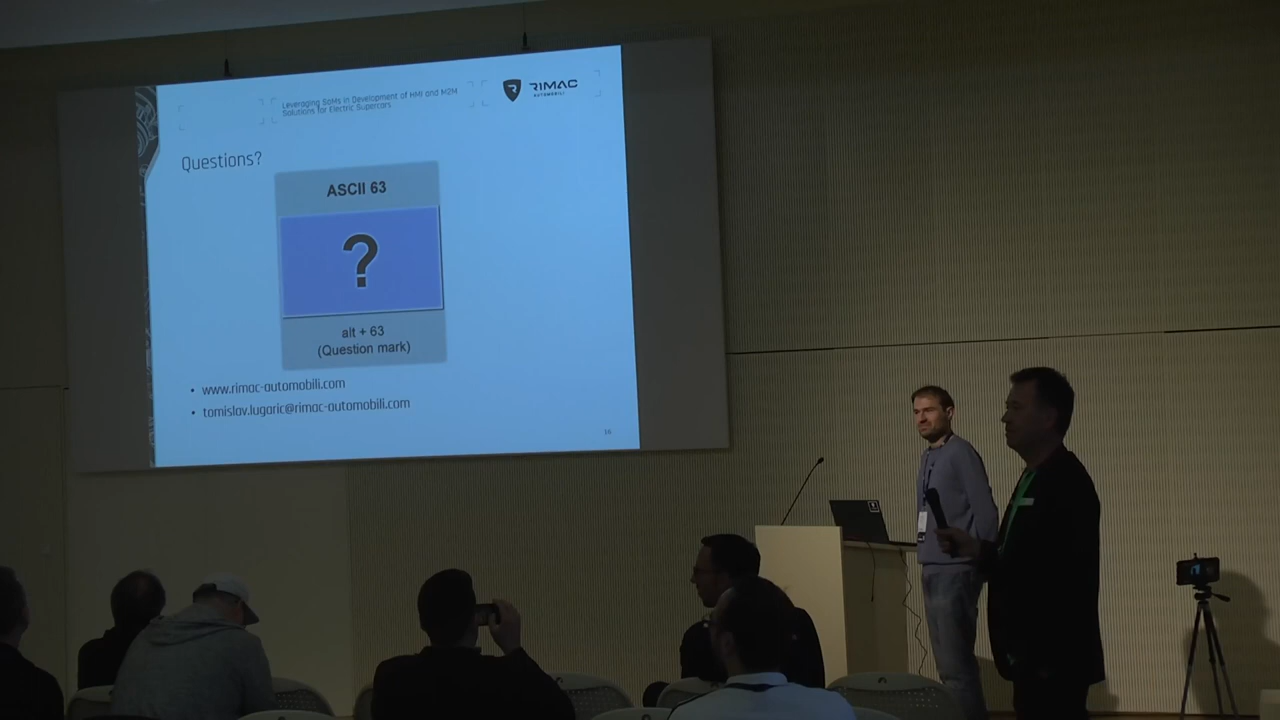 Leveraging SoMs in Development of HMI and M2M
Solutions for Electric Supercars
RIMAC
AUTOMOBILI
Questions?
ASCII 63
?
alt + 63
(Question mark)
• www.rimac-automobili.com
• tomislav.lugaric@rimac-automobili.com
36